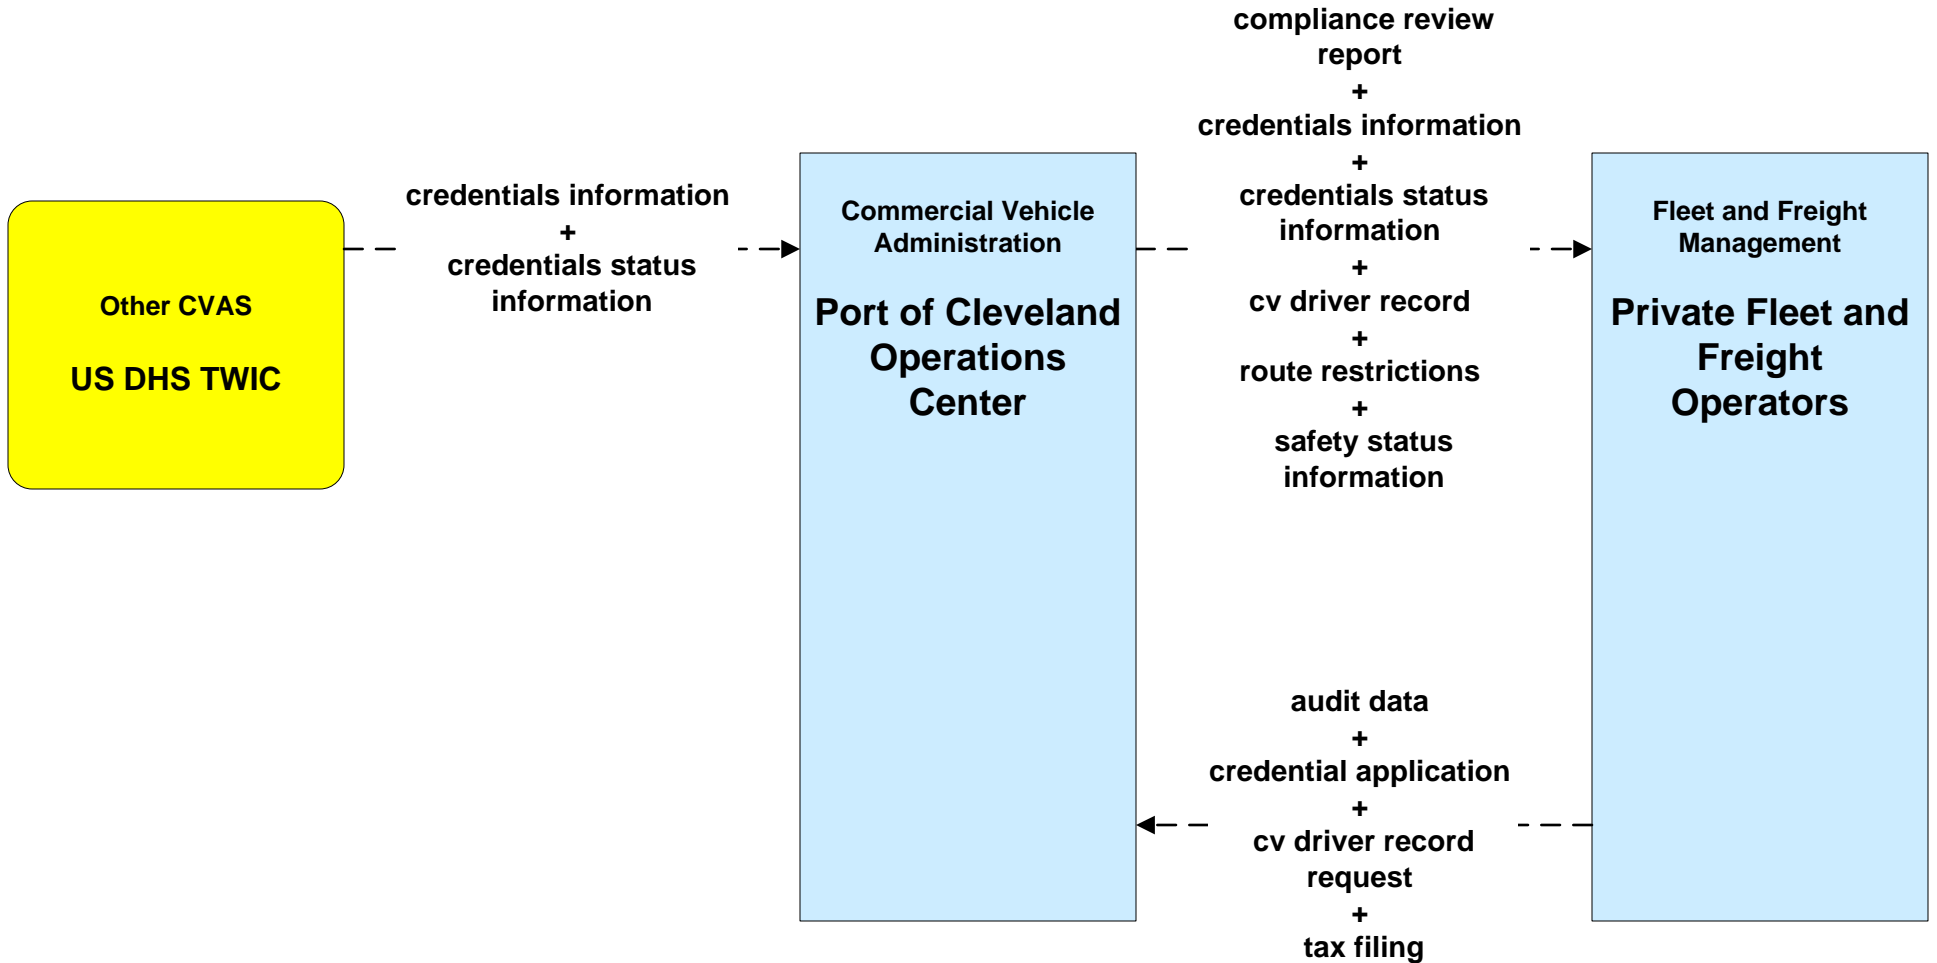 Other CVAS
US DHS TWIC
credentials information
+
credentials status
information
Commercial Vehicle
Administration
Port of Cleveland
Operations
Center
compliance review
report
+
credentials information
+
credentials status
information
+
cv driver record
+
route restrictions
+
safety status
information
audit data
+
credential application
+
cv driver record
request
+
tax filing
Fleet and Freight
Management
Private Fleet and
Freight
Operators